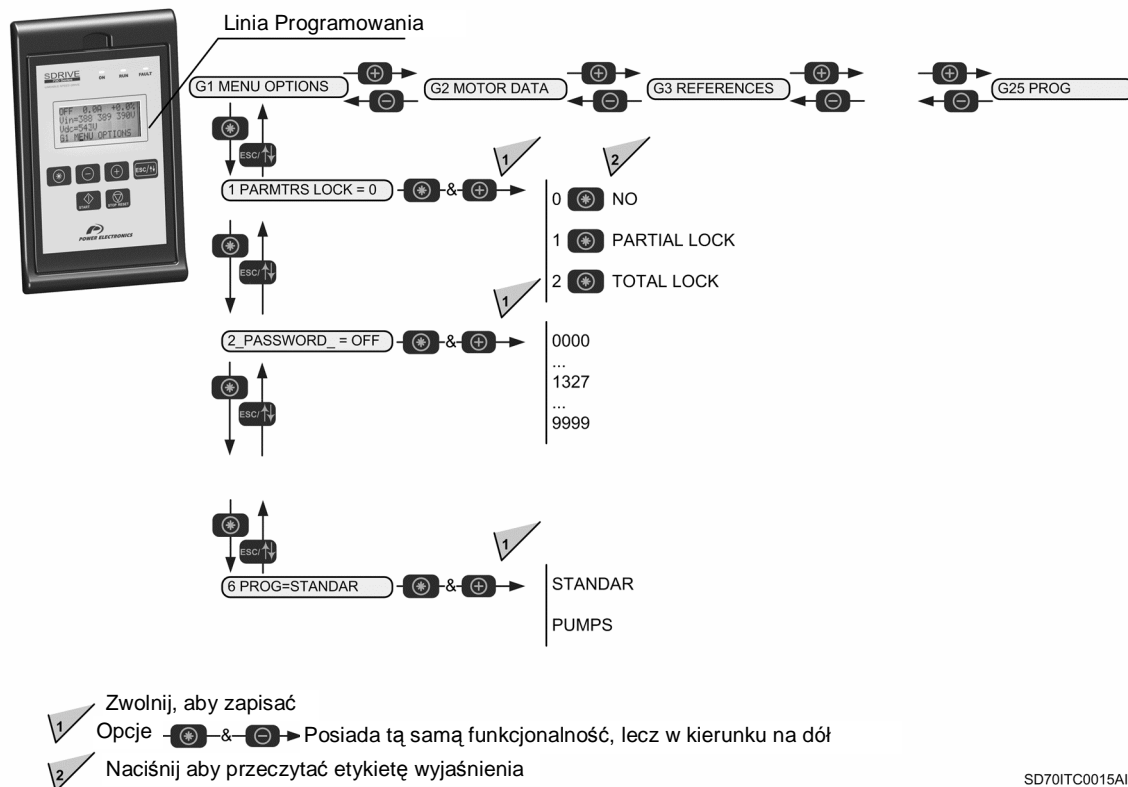 Linia Programowania
SDRIVE
ON RUN FAULT
OFF 0.0A +0.0%
Vin=388 389 390V
Vdc=543V
G1 MENU OPTIONS
ESC/
START
STOP RESET
POWER ELECTRONICS
G1 MENU OPTIONS
G2 MOTOR DATA
G3 REFERENCES
G25 PROG
ESC/
1
2
1 PARMTRS LOCK = 0
&
0 NO
1 PARTIAL LOCK
2 TOTAL LOCK
ESC/
1
2_PASSWORD_ = OFF
&
0000
...
1327
...
9999
ESC/
ESC/
1
6 PROG=STANDAR
&
STANDAR
PUMPS
1 Zwolnij, aby zapisać
Opcje & Posiada tą samą funkcjonalność, lecz w kierunku na dół
2 Naciśnij aby przeczytać etykietę wyjaśnienia
SD70ITC0015AI